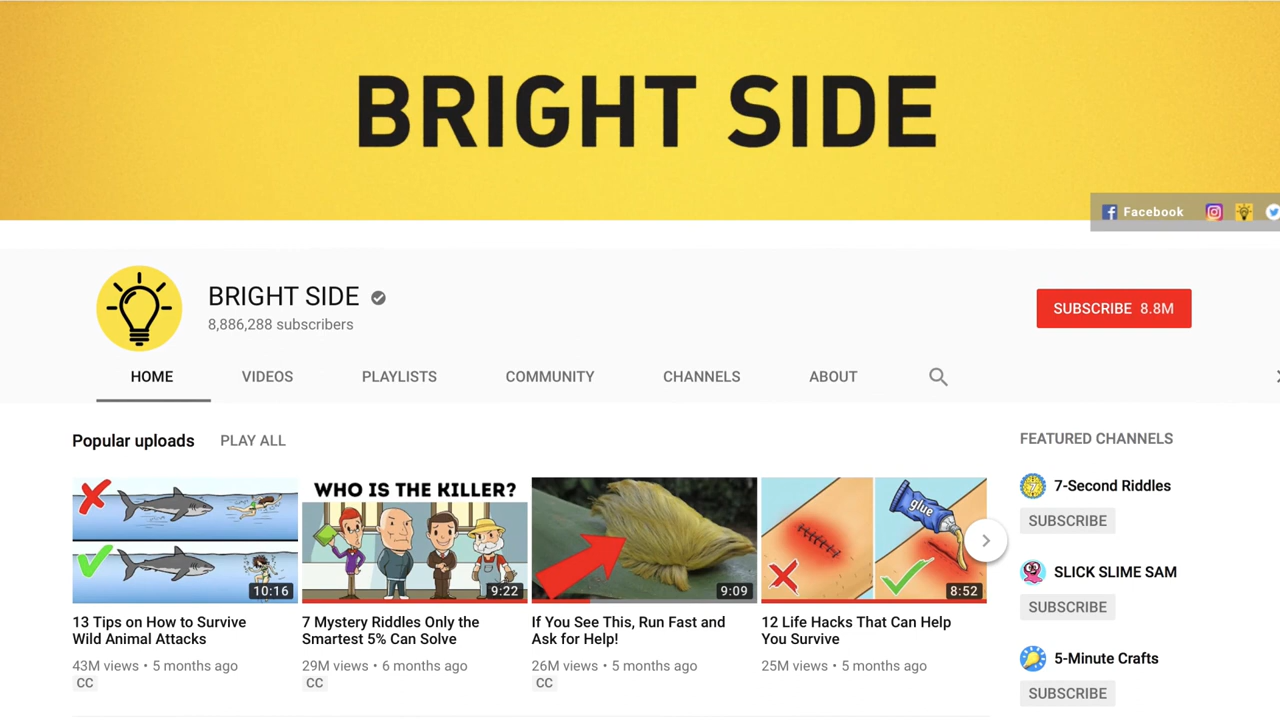 BRIGHT SIDE
Facebook
BRIGHT SIDE
8,886,288 subscribers
SUBSCRIBE 8.8M
HOME
VIDEOS
PLAYLISTS
COMMUNITY
CHANNELS
ABOUT
Popular uploads
PLAY ALL
10:16
13 Tips on How to Survive
Wild Animal Attacks
43M views • 5 months ago
CC
WHO IS THE KILLER?
9:22
7 Mystery Riddles Only the
Smartest 5% Can Solve
29M views • 6 months ago
CC
9:09
If You See This, Run Fast and
Ask for Help!
26M views • 5 months ago
CC
glue
8:52
12 Life Hacks That Can Help
You Survive
25M views • 5 months ago
FEATURED CHANNELS
7
7-Second Riddles
SUBSCRIBE
SLICK SLIME SAM
SUBSCRIBE
5-Minute Crafts
SUBSCRIBE